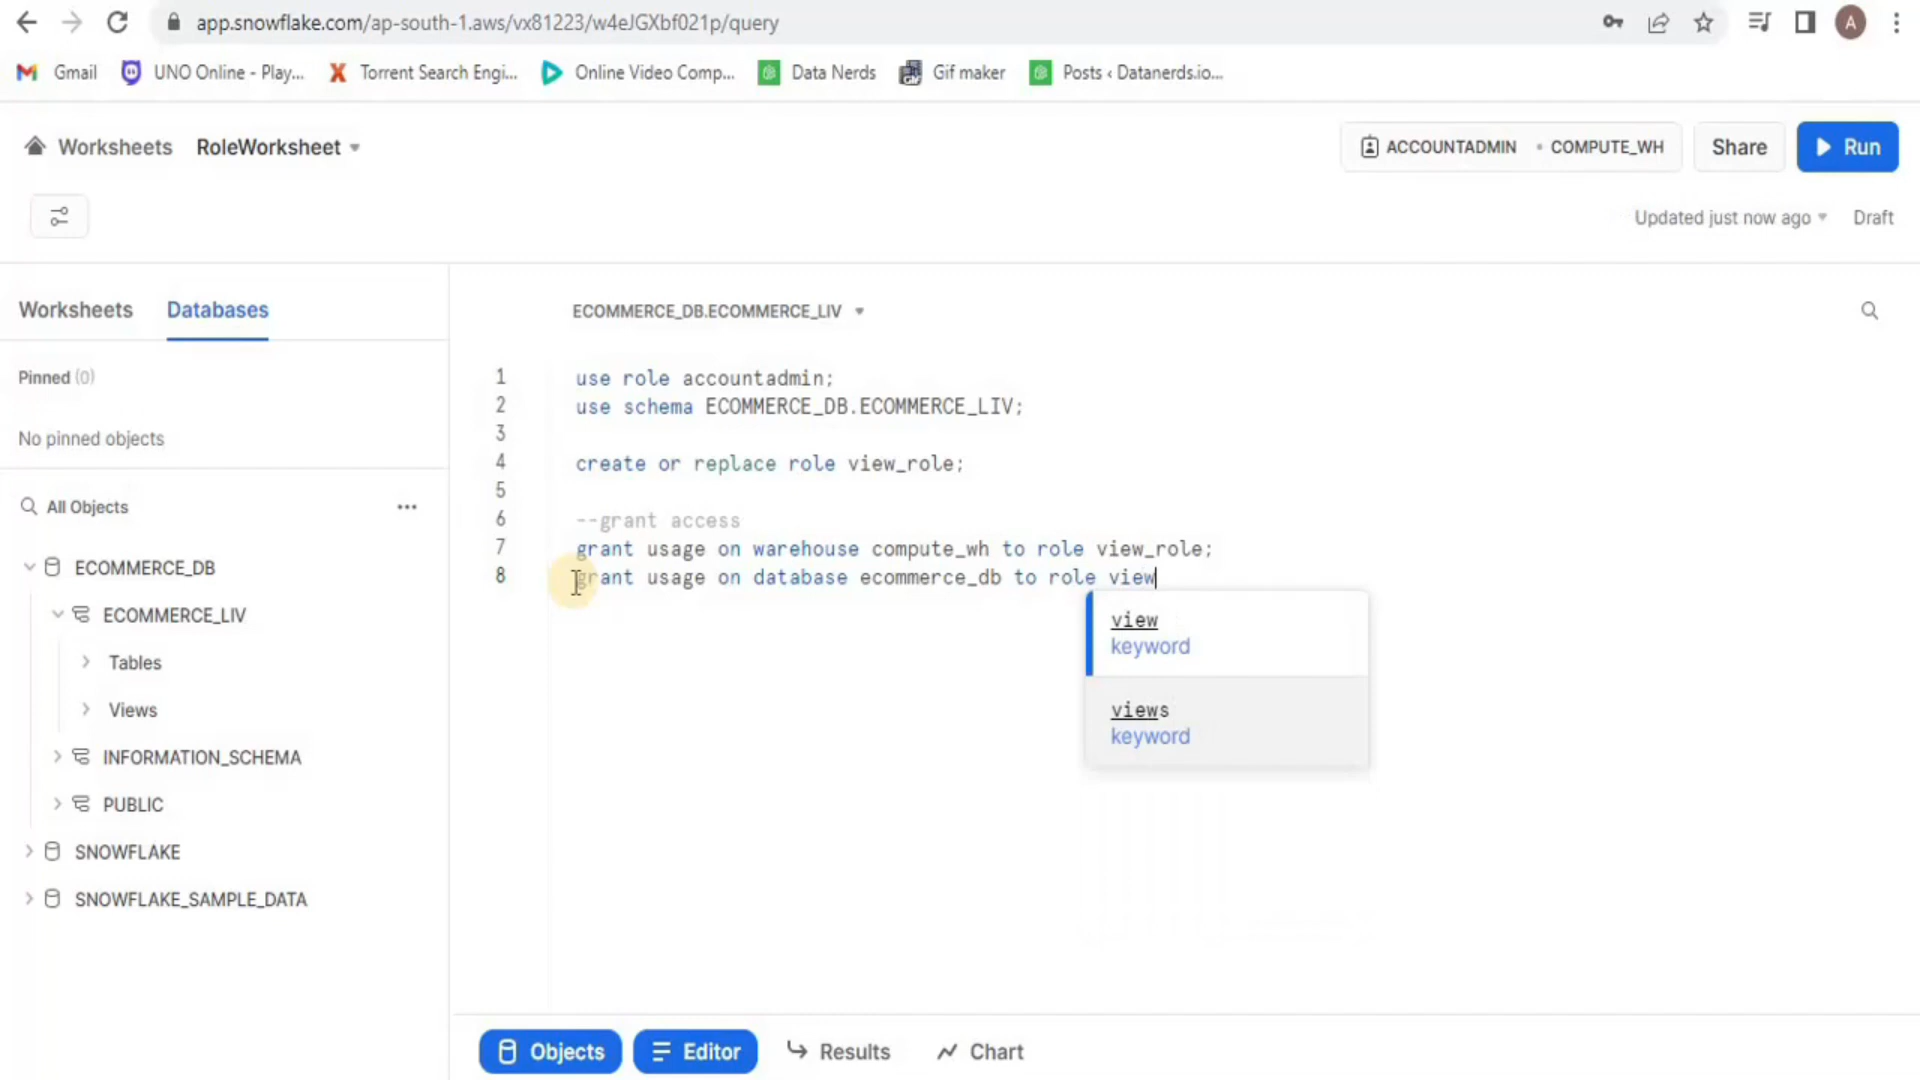 app.snowflake.com/ap-south-1.aws/vx81223/w4eJGXbf021p/query
A
Gmail
UNO Online - Play...
Torrent Search Engi...
Online Video Comp...
Data Nerds
Gif maker
Posts ‹ Datanerds.io...
Worksheets
RoleWorksheet
ACCOUNTADMIN
COMPUTE_WH
Share
Run
Updated just now ago
Draft
Worksheets
Databases
Pinned (0)
No pinned objects
All Objects
ECOMMERCE_DB
ECOMMERCE_LIV
Tables
Views
INFORMATION_SCHEMA
PUBLIC
SNOWFLAKE
SNOWFLAKE_SAMPLE_DATA
ECOMMERCE_DB.ECOMMERCE_LIV
1 use role accountadmin;
2 use schema ECOMMERCE_DB.ECOMMERCE_LIV;
3
4 create or replace role view_role;
5
6 --grant access
7 grant usage on warehouse compute_wh to role view_role;
8 grant usage on database ecommerce_db to role view
view
keyword
views
keyword
Objects
Editor
Results
Chart